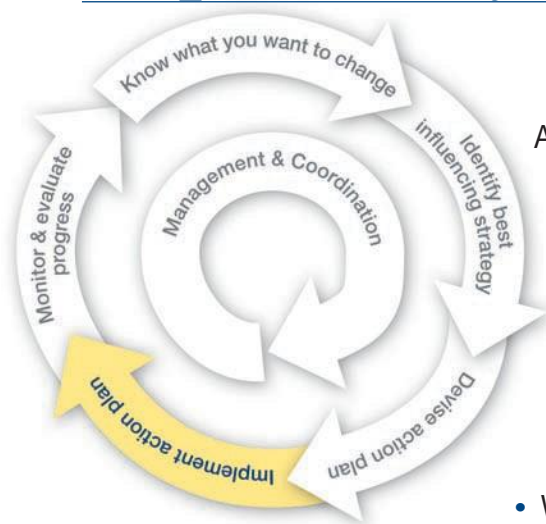 Know what you want to change
Identify best
influencing strategy
Devise action plan
Implement action plan
Monitor & evaluate
progress
Management & Coordination
A
• W